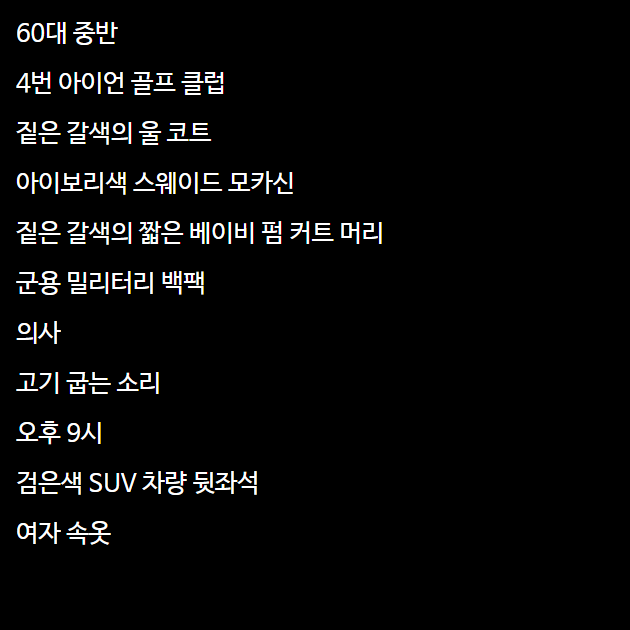 60대 중반
4번 아이언 골프 클럽
짙은 갈색의 울 코트
아이보리색 스웨이드 모카신
짙은 갈색의 짧은 베이비 펌 커트 머리
군용 밀리터리 백팩
의사
고기 굽는 소리
오후 9시
검은색 SUV 차량 뒷좌석
여자 속옷